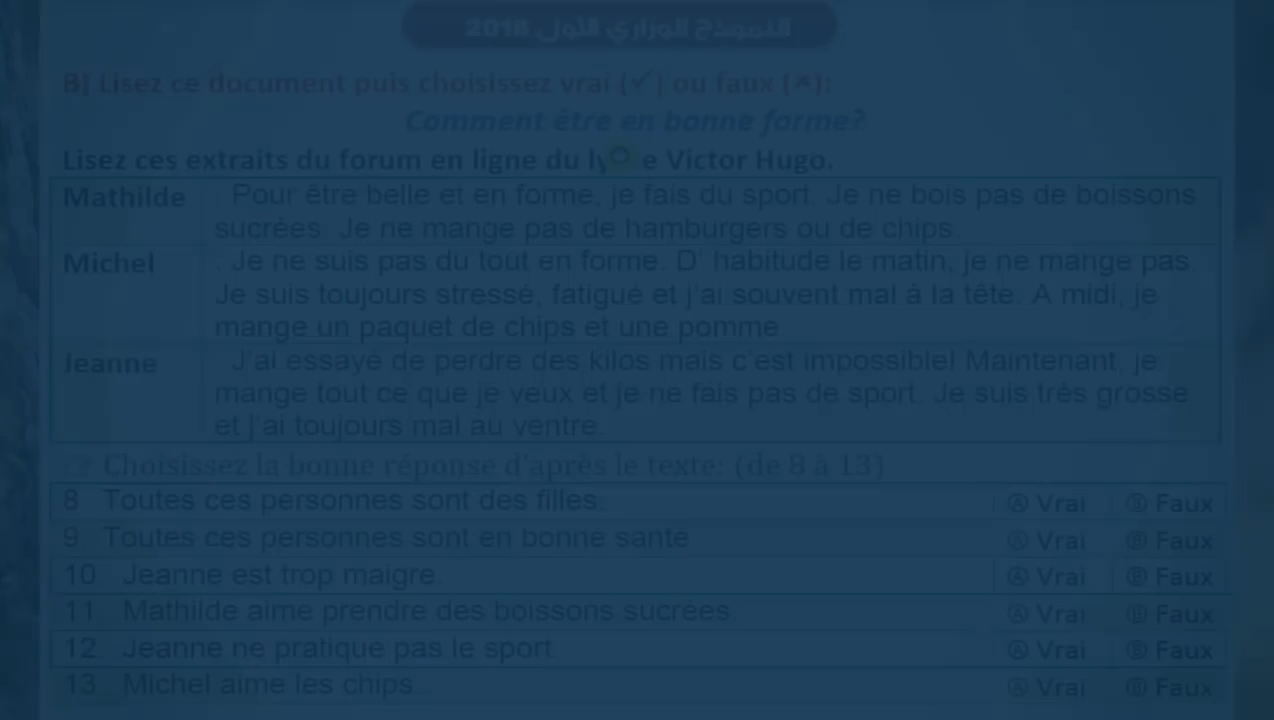 النموذج الوزاري الأول 2016
B) Lisez ce document puis choisissez vrai (✓) ou faux (×):
Comment être en bonne forme?
Lisez ces extraits du forum en ligne du ly e Victor Hugo.
Mathilde : Pour être belle et en forme, je fais du sport. Je ne bois pas de boissons
sucrées. Je ne mange pas de hamburgers ou de chips.
Michel : Je ne suis pas du tout en forme. D' habitude le matin, je ne mange pas.
Je suis toujours stressé, fatigué et j'ai souvent mal à la tête. A midi, je
mange un paquet de chips et une pomme
Jeanne : J'ai essayé de perdre des kilos mais c'est impossible! Maintenant, je
mange tout ce que je veux et je ne fais pas de sport. Je suis très grosse
et j'ai toujours mal au ventre.
☞ Choisissez la bonne réponse d'après le texte: (de 8 à 13)
8. Toutes ces personnes sont des filles. Ⓐ Vrai Ⓑ Faux
9. Toutes ces personnes sont en bonne santé Ⓐ Vrai Ⓑ Faux
10. Jeanne est trop maigre. Ⓐ Vrai Ⓑ Faux
11. Mathilde aime prendre des boissons sucrées. Ⓐ Vrai Ⓑ Faux
12. Jeanne ne pratique pas le sport. Ⓐ Vrai Ⓑ Faux
13. Michel aime les chips. Ⓐ Vrai Ⓑ Faux